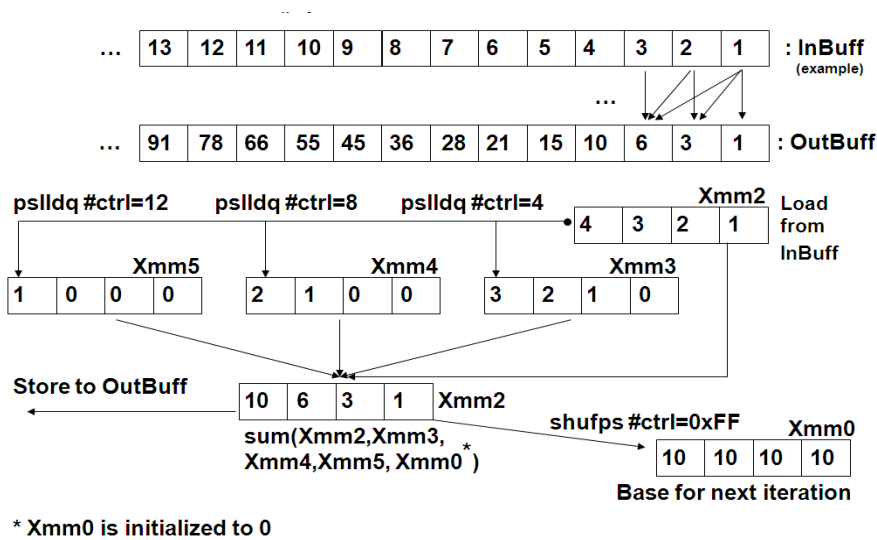 ... 13 12 11 10 9 8 7 6 5 4 3 2 1 : InBuff
(example)
...
... 91 78 66 55 45 36 28 21 15 10 6 3 1 : OutBuff
pslldq #ctrl=12 pslldq #ctrl=8 pslldq #ctrl=4 Xmm2
4 3 2 1 Load
from
InBuff
Xmm5 Xmm4 Xmm3
1 0 0 0 2 1 0 0 3 2 1 0
Store to OutBuff
10 6 3 1 Xmm2
sum(Xmm2,Xmm3,
Xmm4,Xmm5, Xmm0*)
shufps #ctrl=0xFF Xmm0
10 10 10 10
Base for next iteration
* Xmm0 is initialized to 0